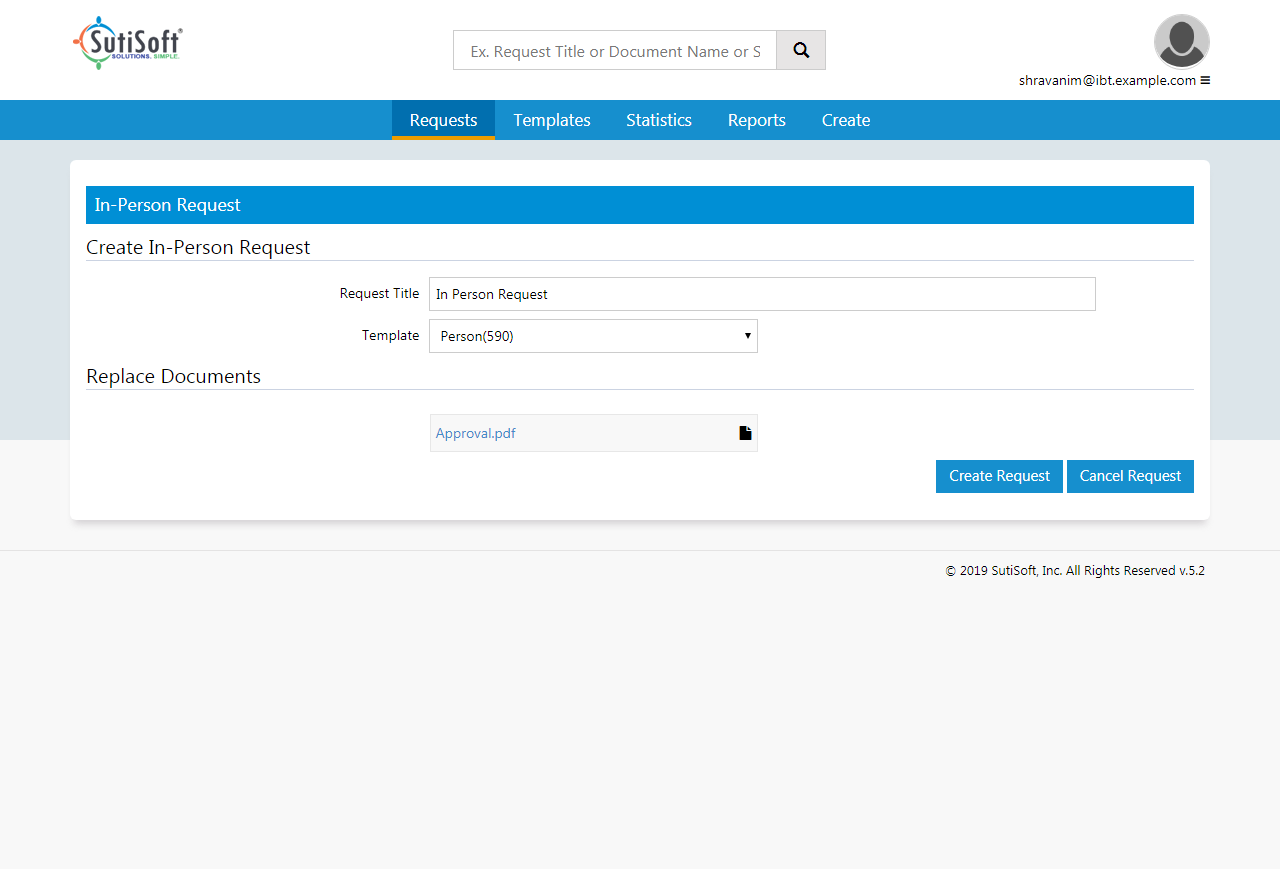 SutiSoft®
SOLUTIONS. SIMPLE.
Ex. Request Title or Document Name or S
shravanim@ibt.example.com
Requests Templates Statistics Reports Create
In-Person Request
Create In-Person Request
Request Title In Person Request
Template Person(590)
Replace Documents
Approval.pdf
Create Request Cancel Request
© 2019 SutiSoft, Inc. All Rights Reserved v.5.2